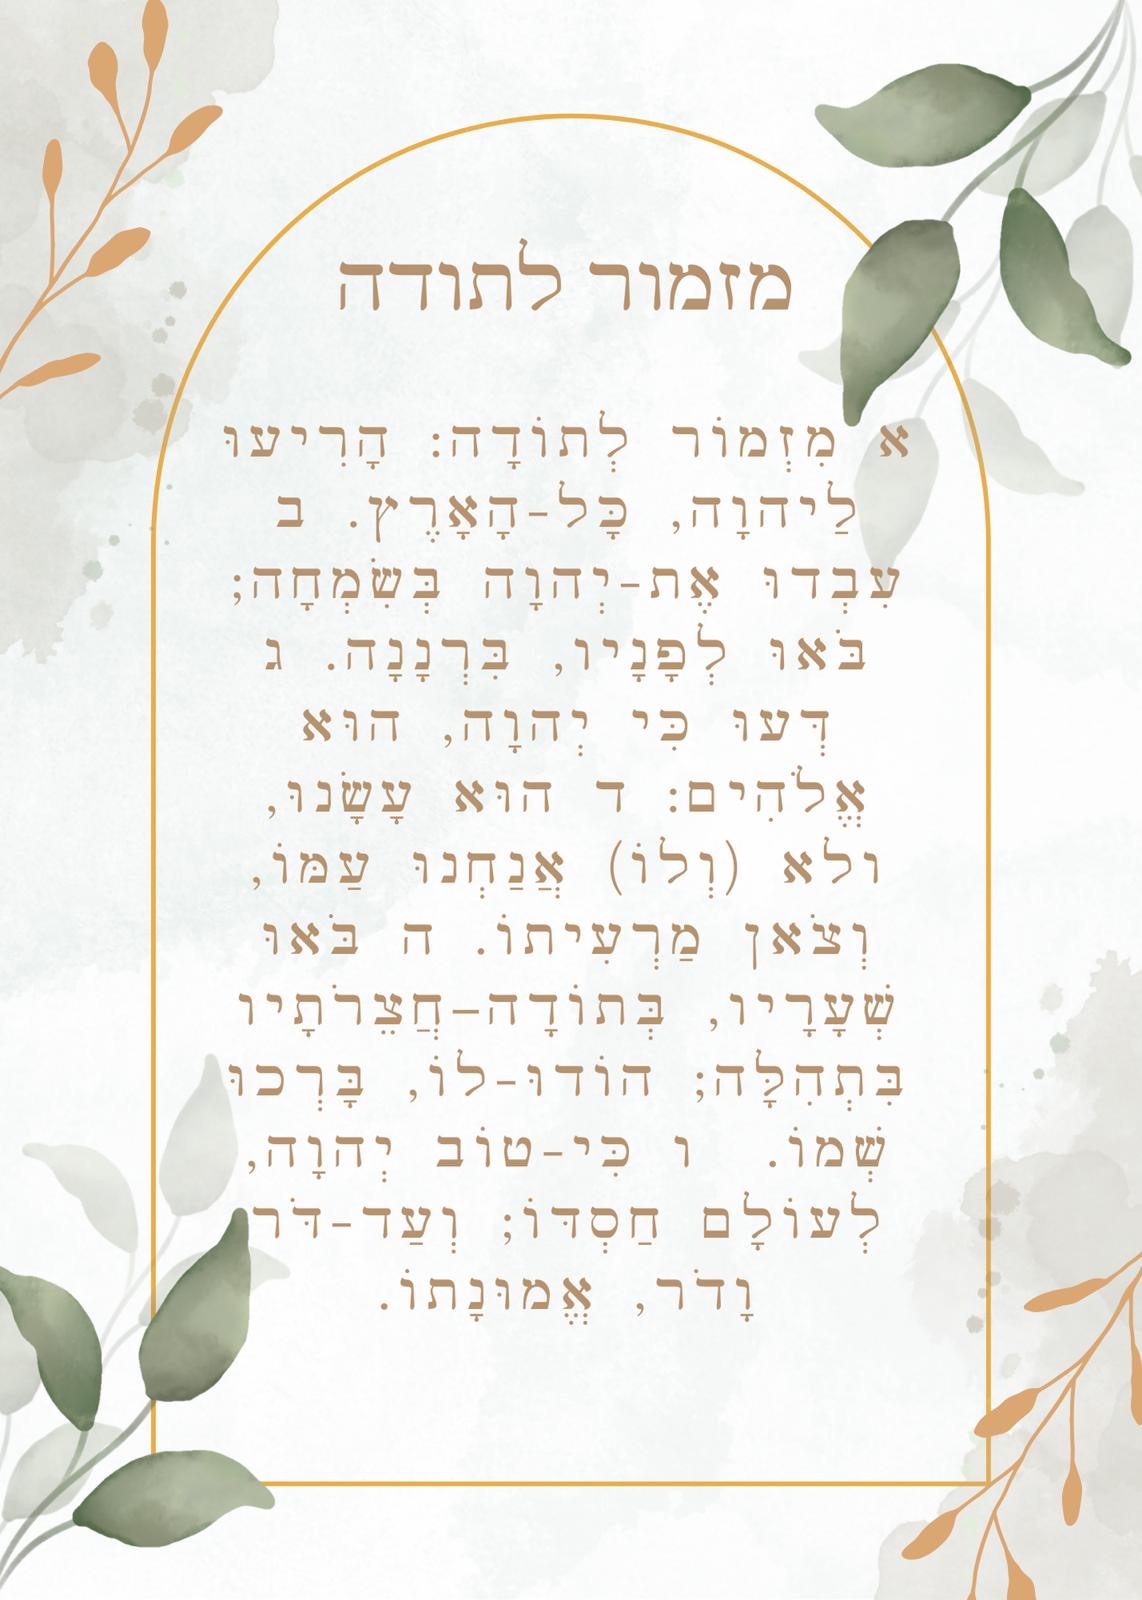 מזמור לתודה
א מִזְמוֹר לְתוֹדָה: הָרִיעוּ
לַיהוָה, כָּל-הָאָרֶץ. ב
עִבְדוּ אֶת-יְהוָה בְּשִׂמְחָה;
בֹּאוּ לְפָנָיו, בִּרְנָנָה. ג
דְּעוּ כִּי יְהוָה, הוּא
אֱלֹהִים: ד הוּא עָשָׂנוּ,
ולא (וְלוֹ) אֲנַחְנוּ עַמּוֹ,
וְצֹאן מַרְעִיתוֹ. ה בֹּאוּ
שְׁעָרָיו, בְּתוֹדָה–חֲצֵרֹתָיו
בִּתְהִלָּה; הוֹדוּ-לוֹ, בָּרְכוּ
שְׁמוֹ. ו כִּי-טוֹב יְהוָה,
לְעוֹלָם חַסְדּוֹ; וְעַד-דֹּר
וָדֹר, אֱמוּנָתוֹ.